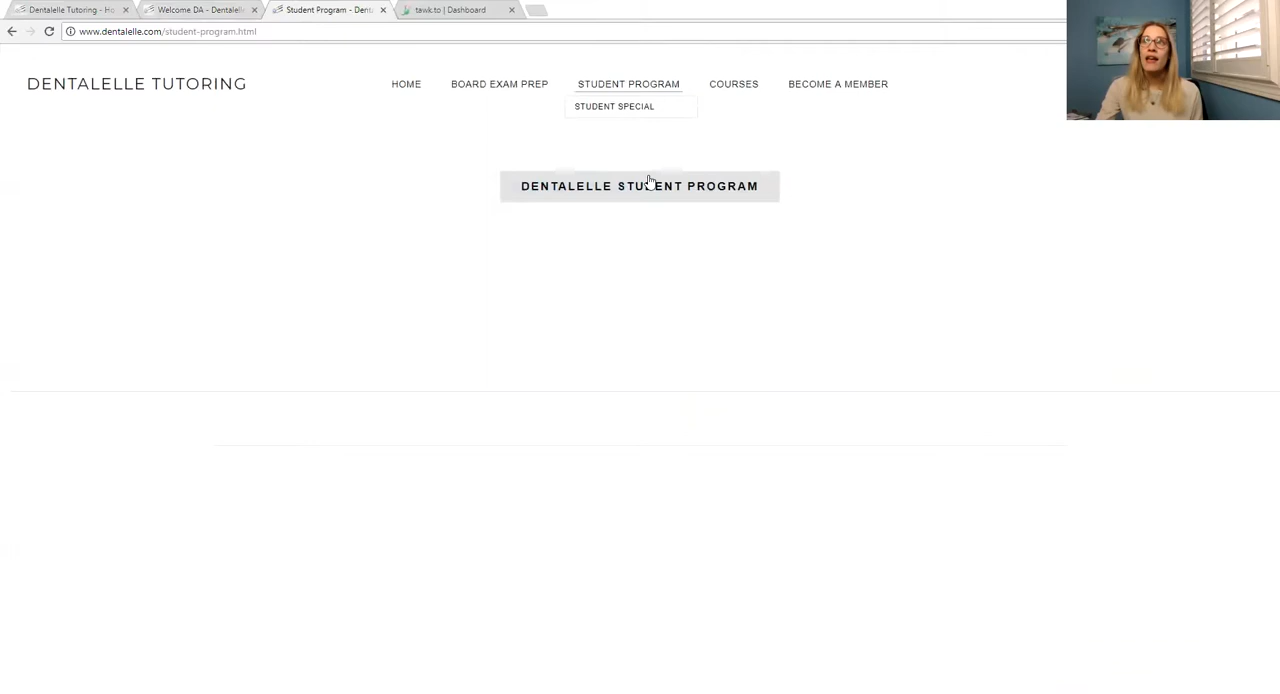 Dentalelle Tutoring - Ho
Welcome DA - Dentalelle
Student Program - Denta
tawk.to | Dashboard
www.dentalelle.com/student-program.html
DENTALELLE TUTORING
HOME
BOARD EXAM PREP
STUDENT PROGRAM
COURSES
BECOME A MEMBER
STUDENT SPECIAL
DENTALELLE STUDENT PROGRAM